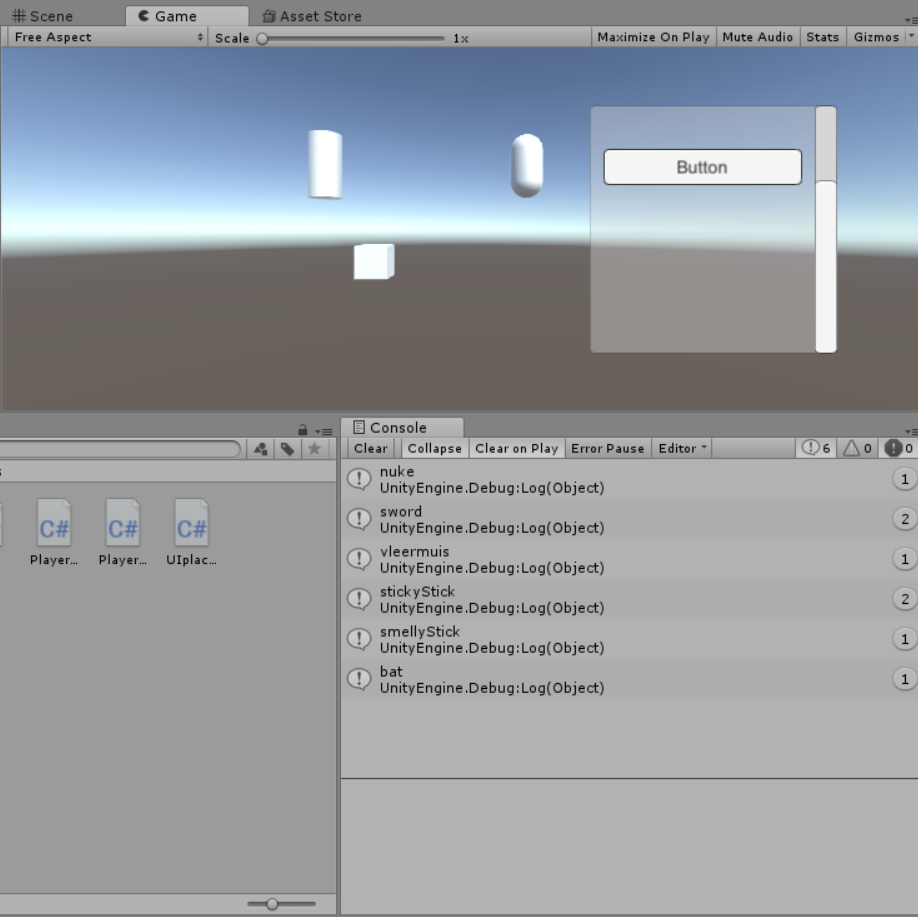 Scene
Game
Asset Store
Free Aspect
Scale
1x
Maximize On Play
Mute Audio
Stats
Gizmos
Button
Console
Clear
Collapse
Clear on Play
Error Pause
Editor
6
0
0
nuke
UnityEngine.Debug:Log(Object)
1
sword
UnityEngine.Debug:Log(Object)
2
vleermuis
UnityEngine.Debug:Log(Object)
1
stickyStick
UnityEngine.Debug:Log(Object)
2
smellyStick
UnityEngine.Debug:Log(Object)
1
bat
UnityEngine.Debug:Log(Object)
1
C#
C#
C#
Player...
Player...
UIplac...